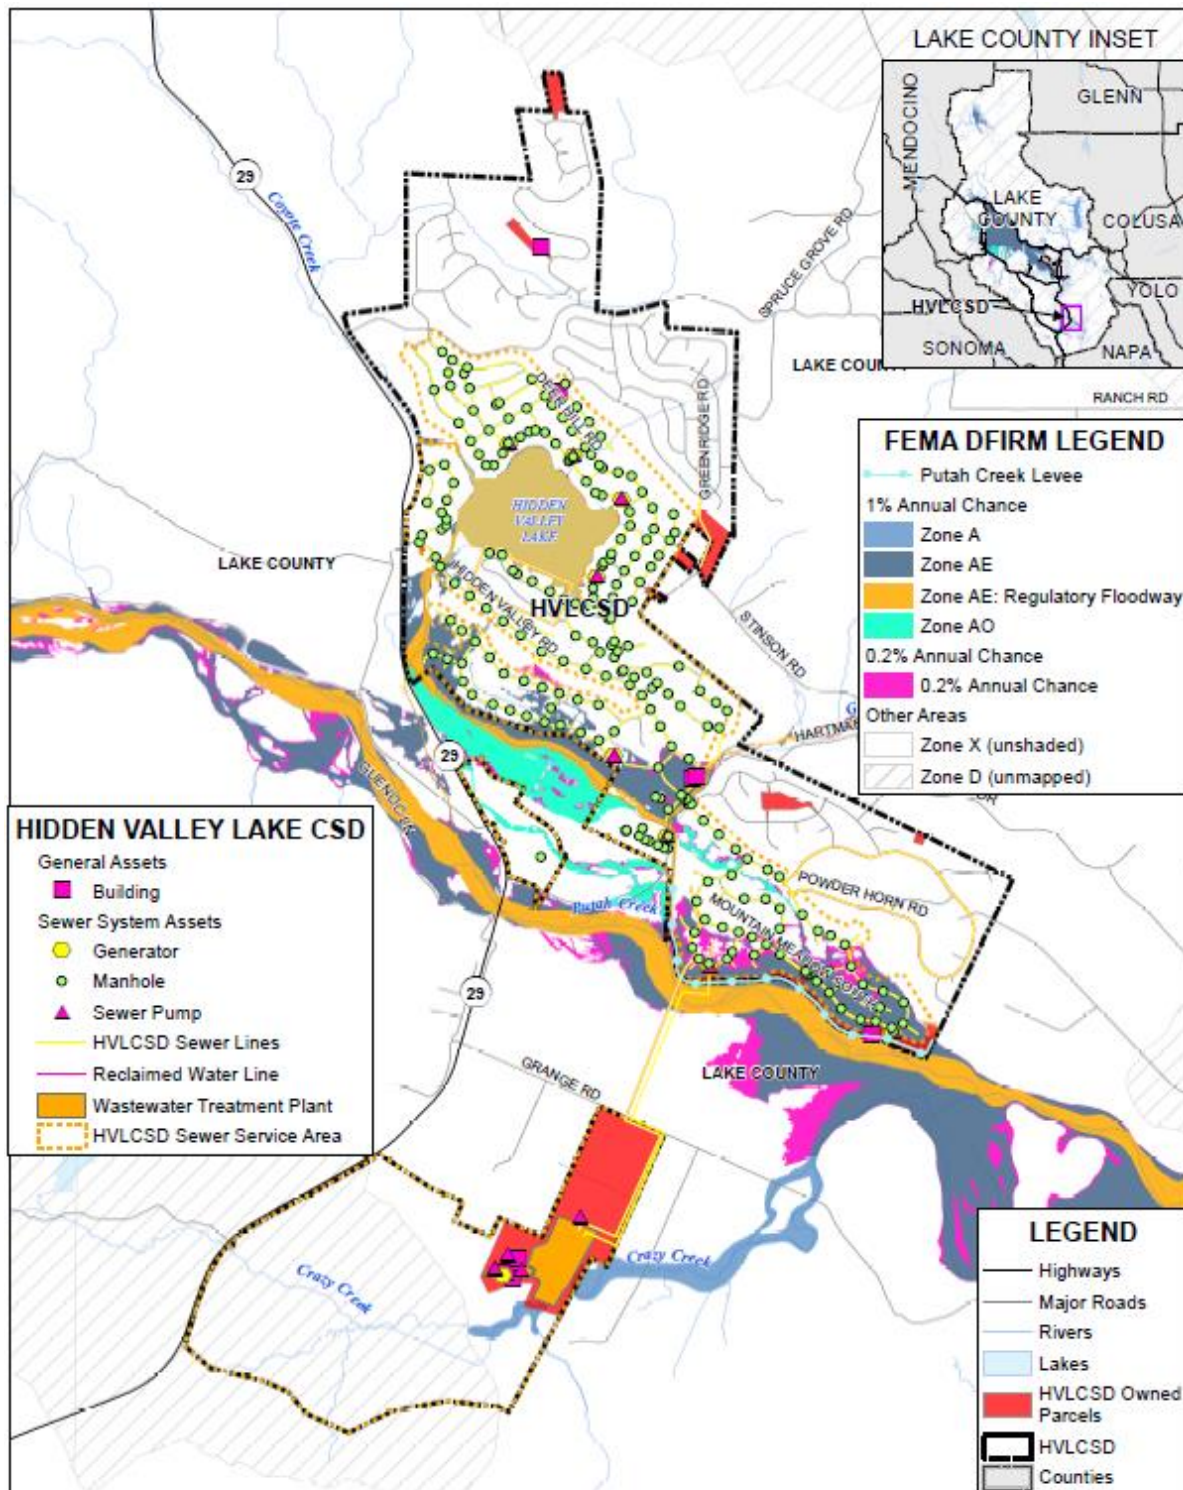 LAKE COUNTY INSET
MENDOCINO
GLENN
LAKE
COUNTY
COLUSA
YOLO
HVLCSD
SONOMA
NAPA
29
Coyote Creek
SPRUCE GROVE RD
LAKE COUNTY
RANCH RD
DEER HILL RD
GREENRIDGE RD
HIDDEN
VALLEY
LAKE
LAKE COUNTY
HVLCSD
HIDDEN VALLEY RD
STINSON RD
29
FEMA DFIRM LEGEND
Putah Creek Levee
1% Annual Chance
Zone A
Zone AE
Zone AE: Regulatory Floodway
Zone AO
0.2% Annual Chance
0.2% Annual Chance
Other Areas
Zone X (unshaded)
Zone D (unmapped)
HIDDEN VALLEY LAKE CSD
General Assets
Building
Sewer System Assets
Generator
Manhole
Sewer Pump
HVLCSD Sewer Lines
Reclaimed Water Line
Wastewater Treatment Plant
HVLCSD Sewer Service Area
POWDER HORN RD
Putah Creek
29
GRANGE RD
LAKE COUNTY
Crazy Creek
Crazy Creek
LEGEND
Highways
Major Roads
Rivers
Lakes
HVLCSD Owned
Parcels
HVLCSD
Counties